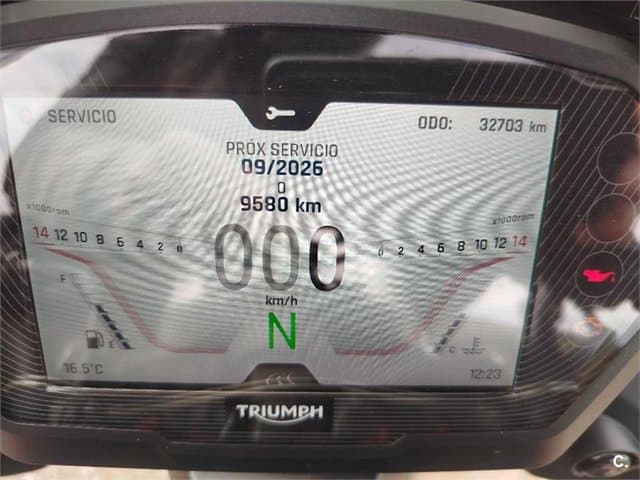 SERVICIO
ODO: 32703 km
PRÓX SERVICIO
09/2026
O
9580 km
x1000rpm
x1000rpm
14 12 10 8 6 4 2 0
0 2 4 6 8 10 12 14
000
km/h
N
F
E
C
16.5°C
12:23
TRIUMPH
C.